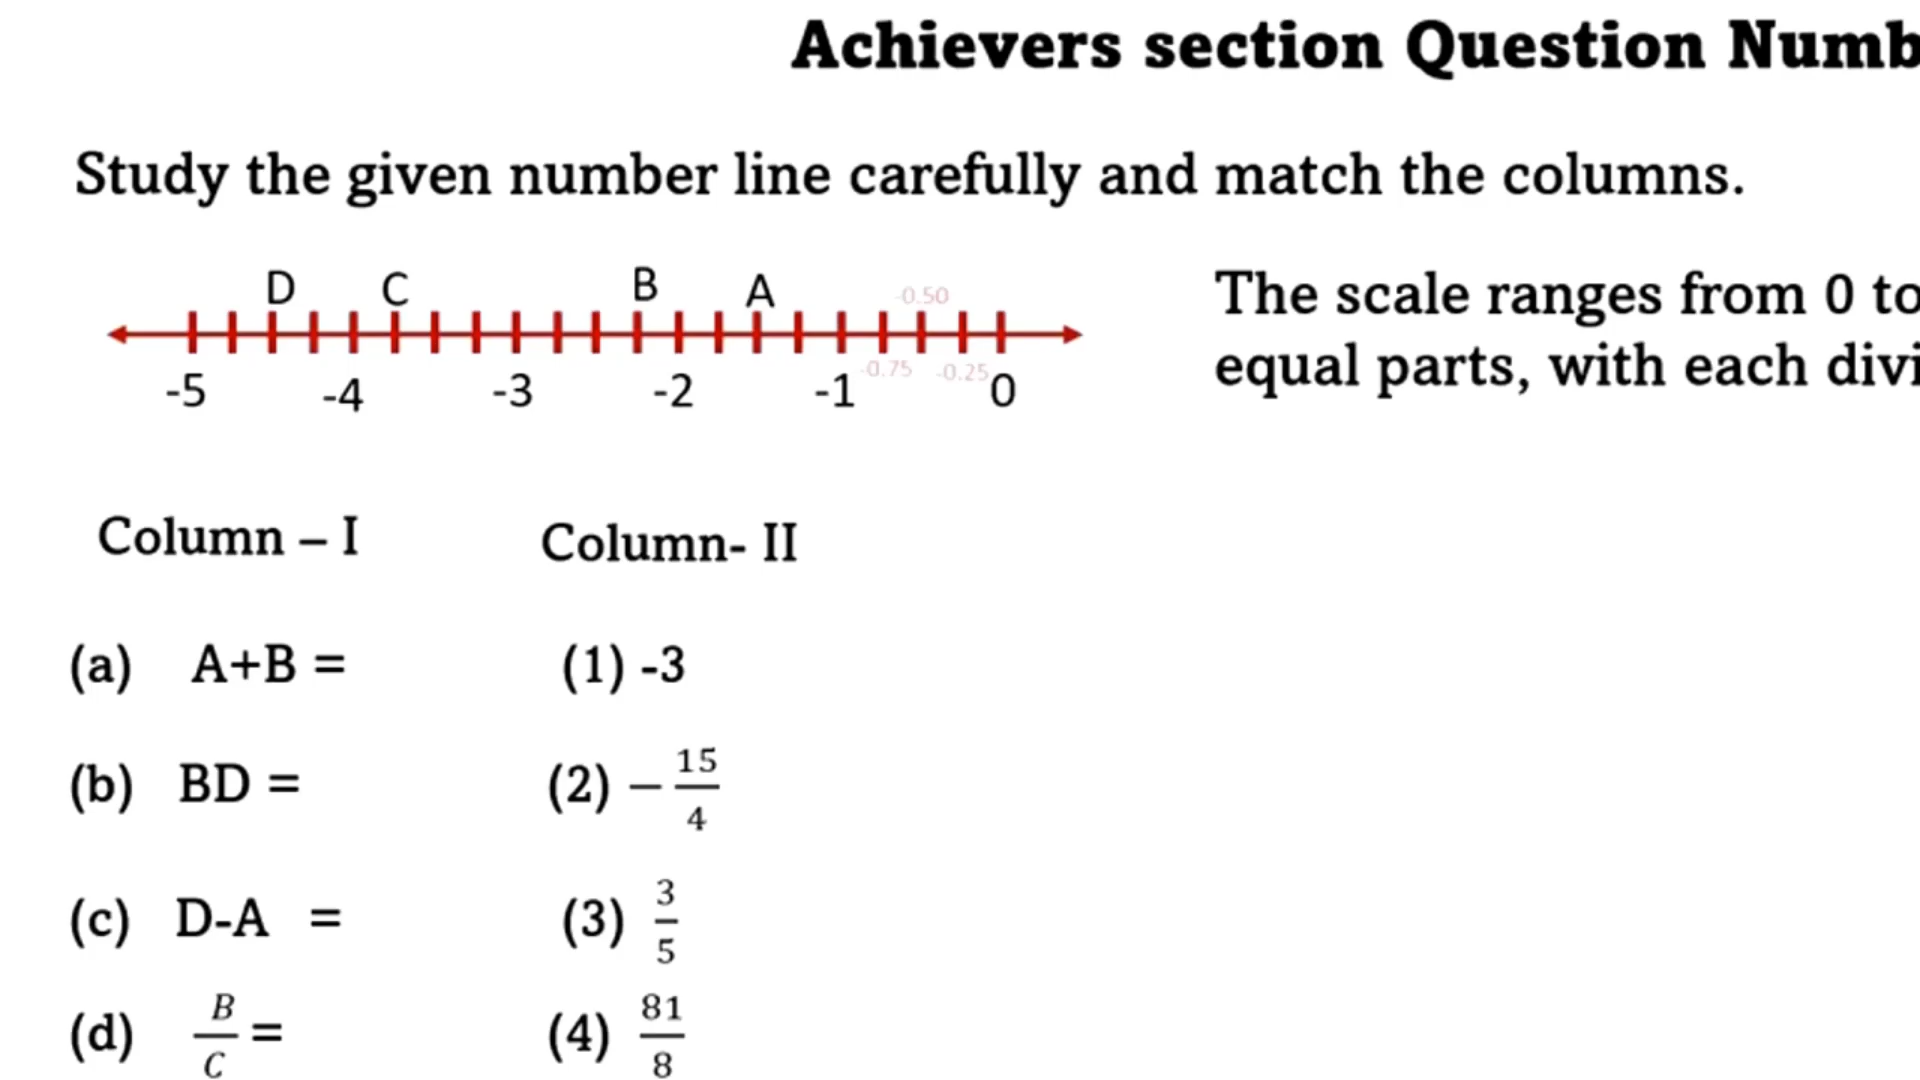 Achievers section Question Numb
Study the given number line carefully and match the columns.
D C B A -0.50
-0.75 -0.25
-5 -4 -3 -2 -1 0
The scale ranges from 0 to
equal parts, with each divi
Column – I Column- II
(a) A+B = (1) -3
(b) BD = (2) − 15/4
(c) D-A = (3) 3/5
(d) B/C = (4) 81/8